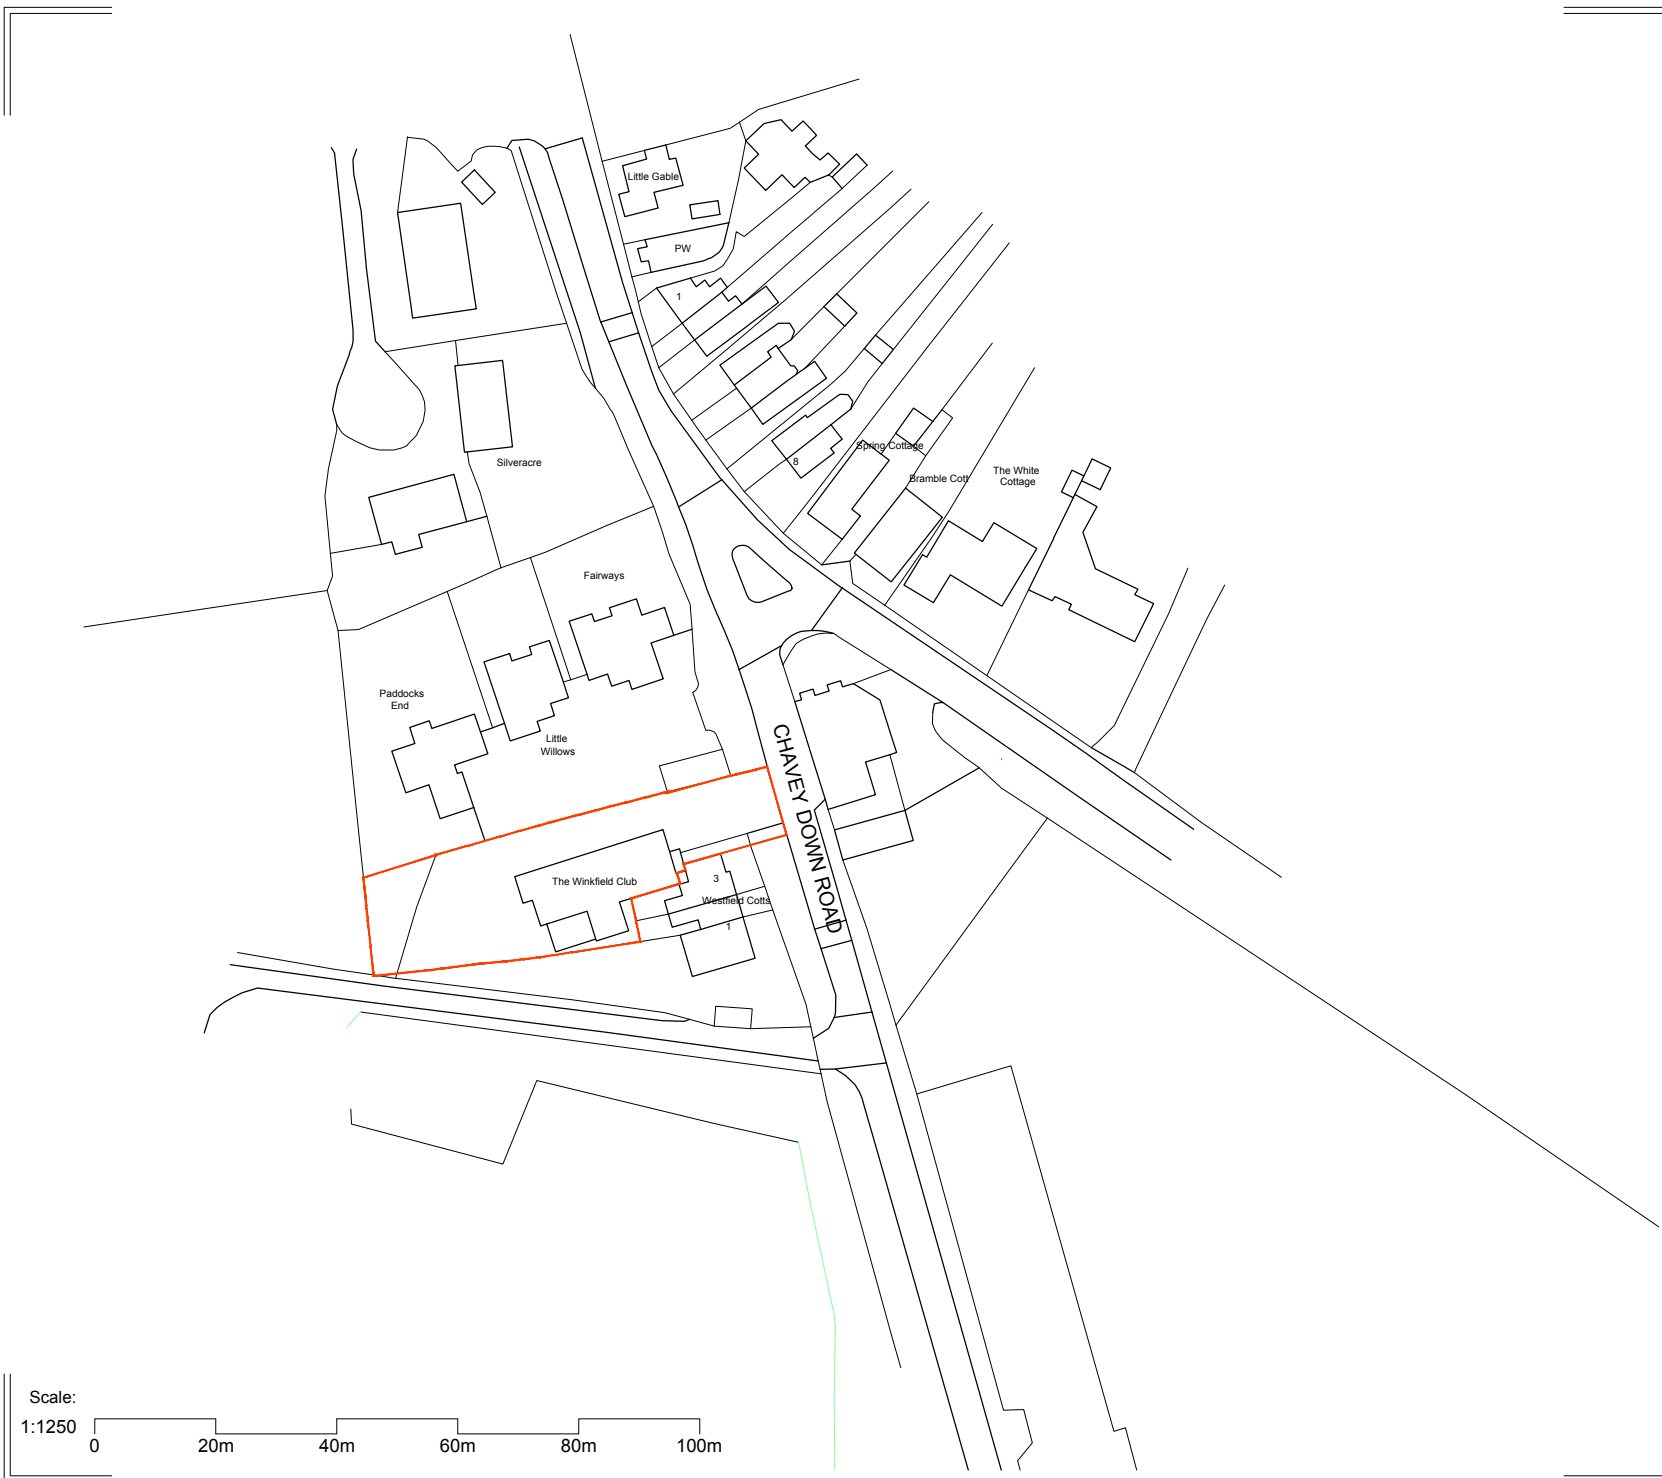 Little Gable
PW
1
Spring Cottage
8
Bramble Cott
The White
Cottage
Silveracre
Fairways
Paddocks
End
Little
Willows
CHAVEY DOWN ROAD
The Winkfield Club
3
Westfield Cotts
1
Scale:
1:1250
0 20m 40m 60m 80m 100m